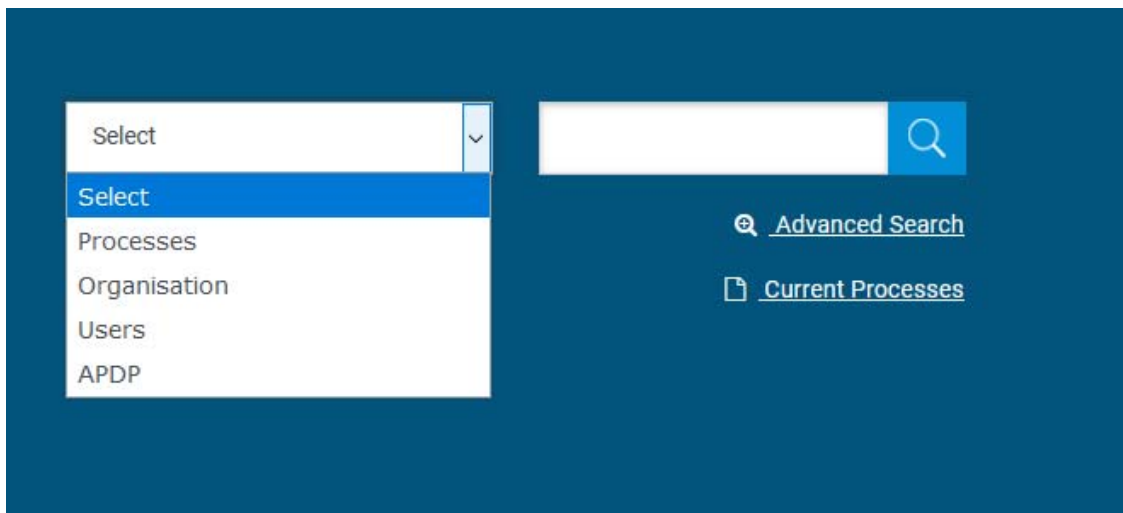 Select
Select
Processes
Organisation
Users
APDP
Advanced Search
Current Processes